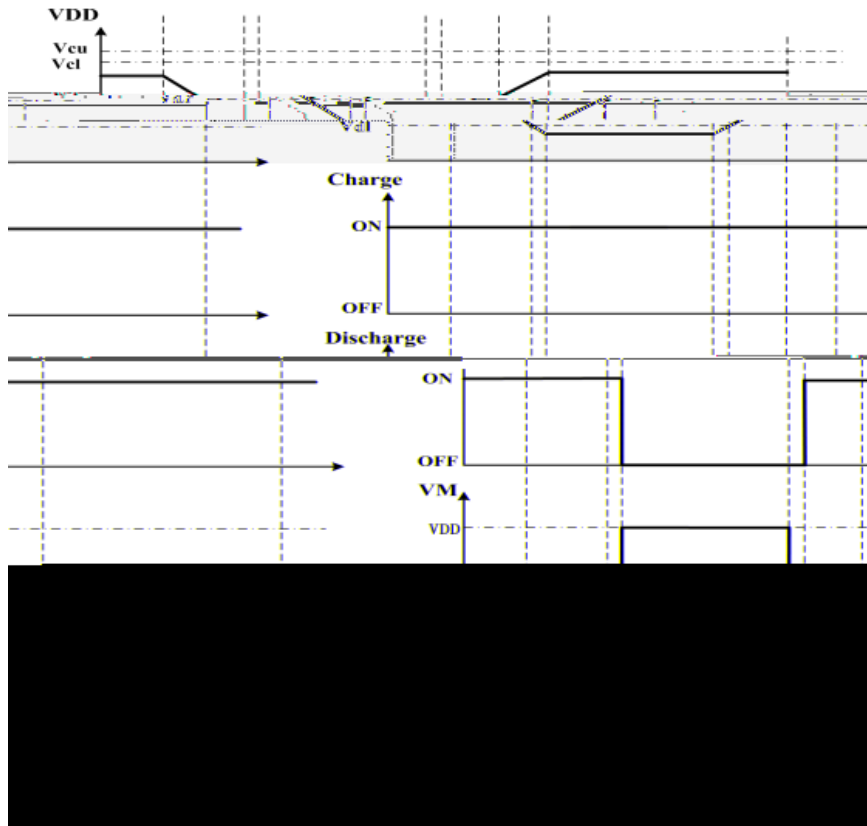 VDD
Vcu
Vcl
Charge
ON
OFF
Discharge
ON
OFF
VM
VDD